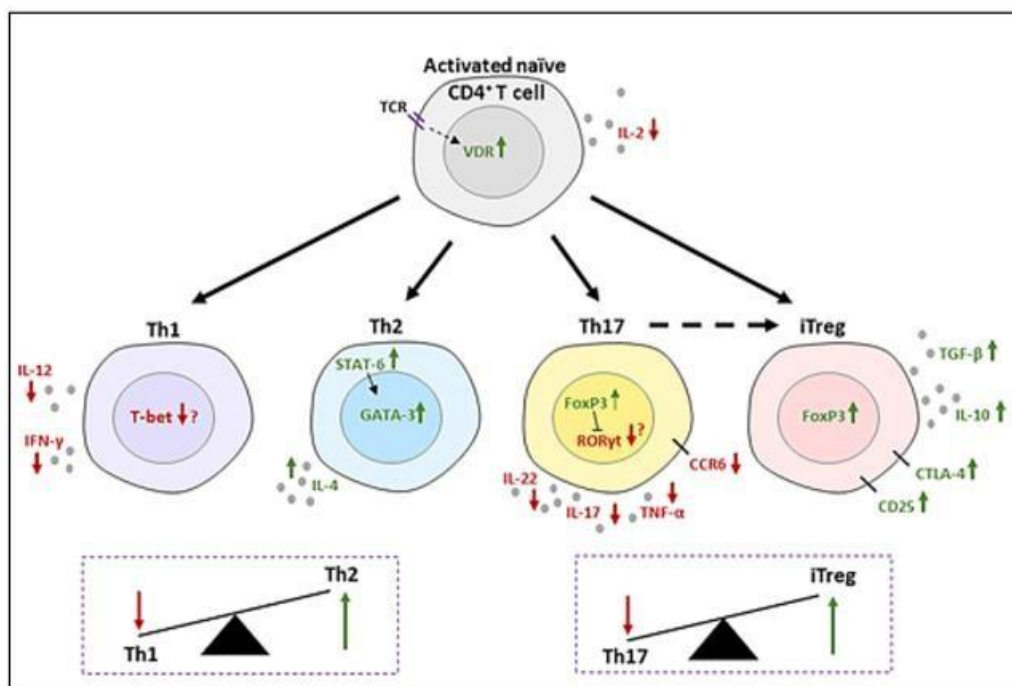 Activated naïve
CD4⁺ T cell
TCR
VDR
IL-2
Th1
Th2
Th17
iTreg
IL-12
IFN-γ
T-bet ?
STAT-6
GATA-3
IL-4
FoxP3
RORγt ?
CCR6
IL-22
IL-17
TNF-α
FoxP3
TGF-β
IL-10
CTLA-4
CD25
Th2
Th1
iTreg
Th17